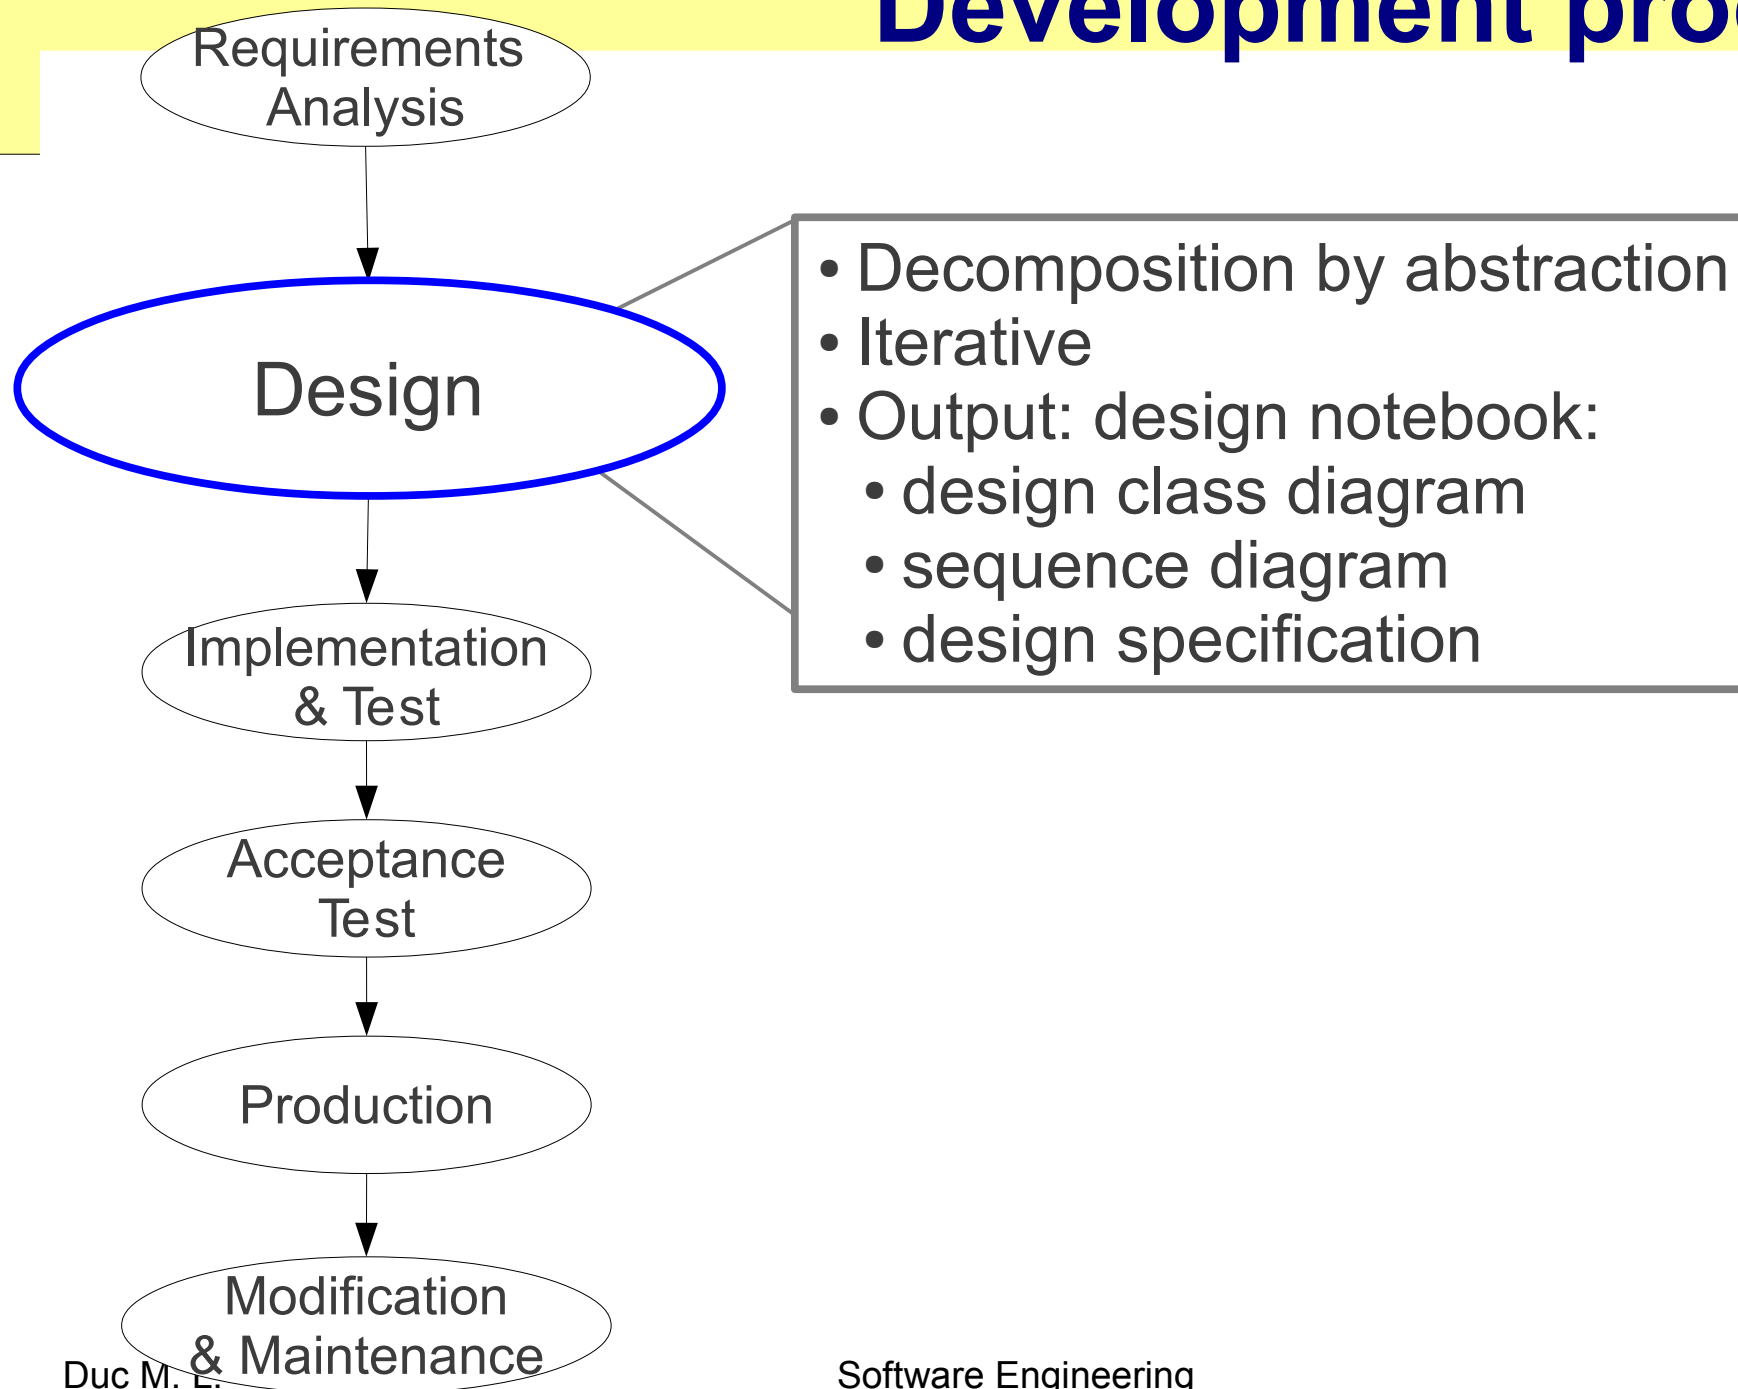 Development
Requirements
Analysis
Design
• Decomposition by abstraction
• Iterative
• Output: design notebook:
• design class diagram
• sequence diagram
• design specification
Implementation
& Test
Acceptance
Test
Production
Modification
& Maintenance
Duc M. L.
Software Engineering